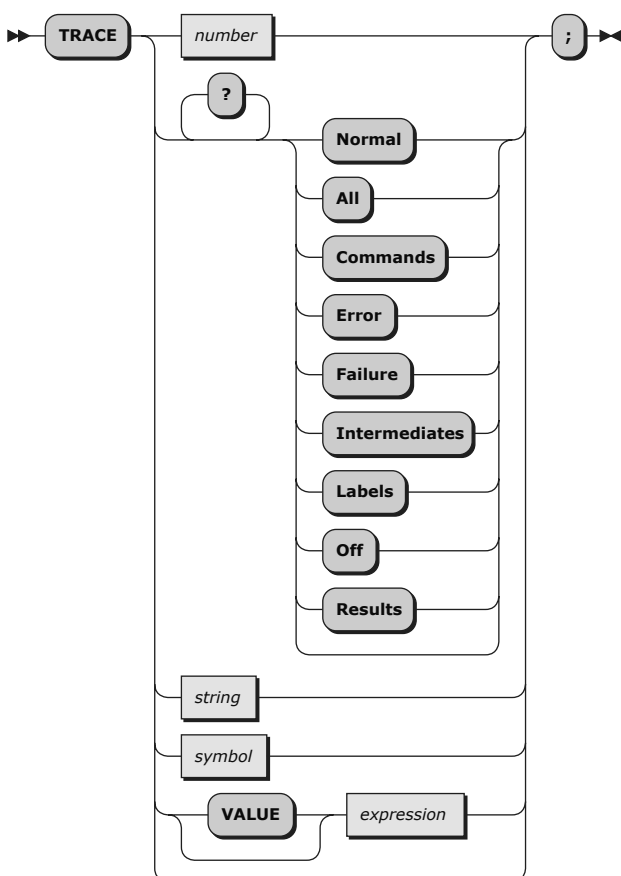 TRACE number ;
?
Normal
All
Commands
Error
Failure
Intermediates
Labels
Off
Results
string
symbol
VALUE expression